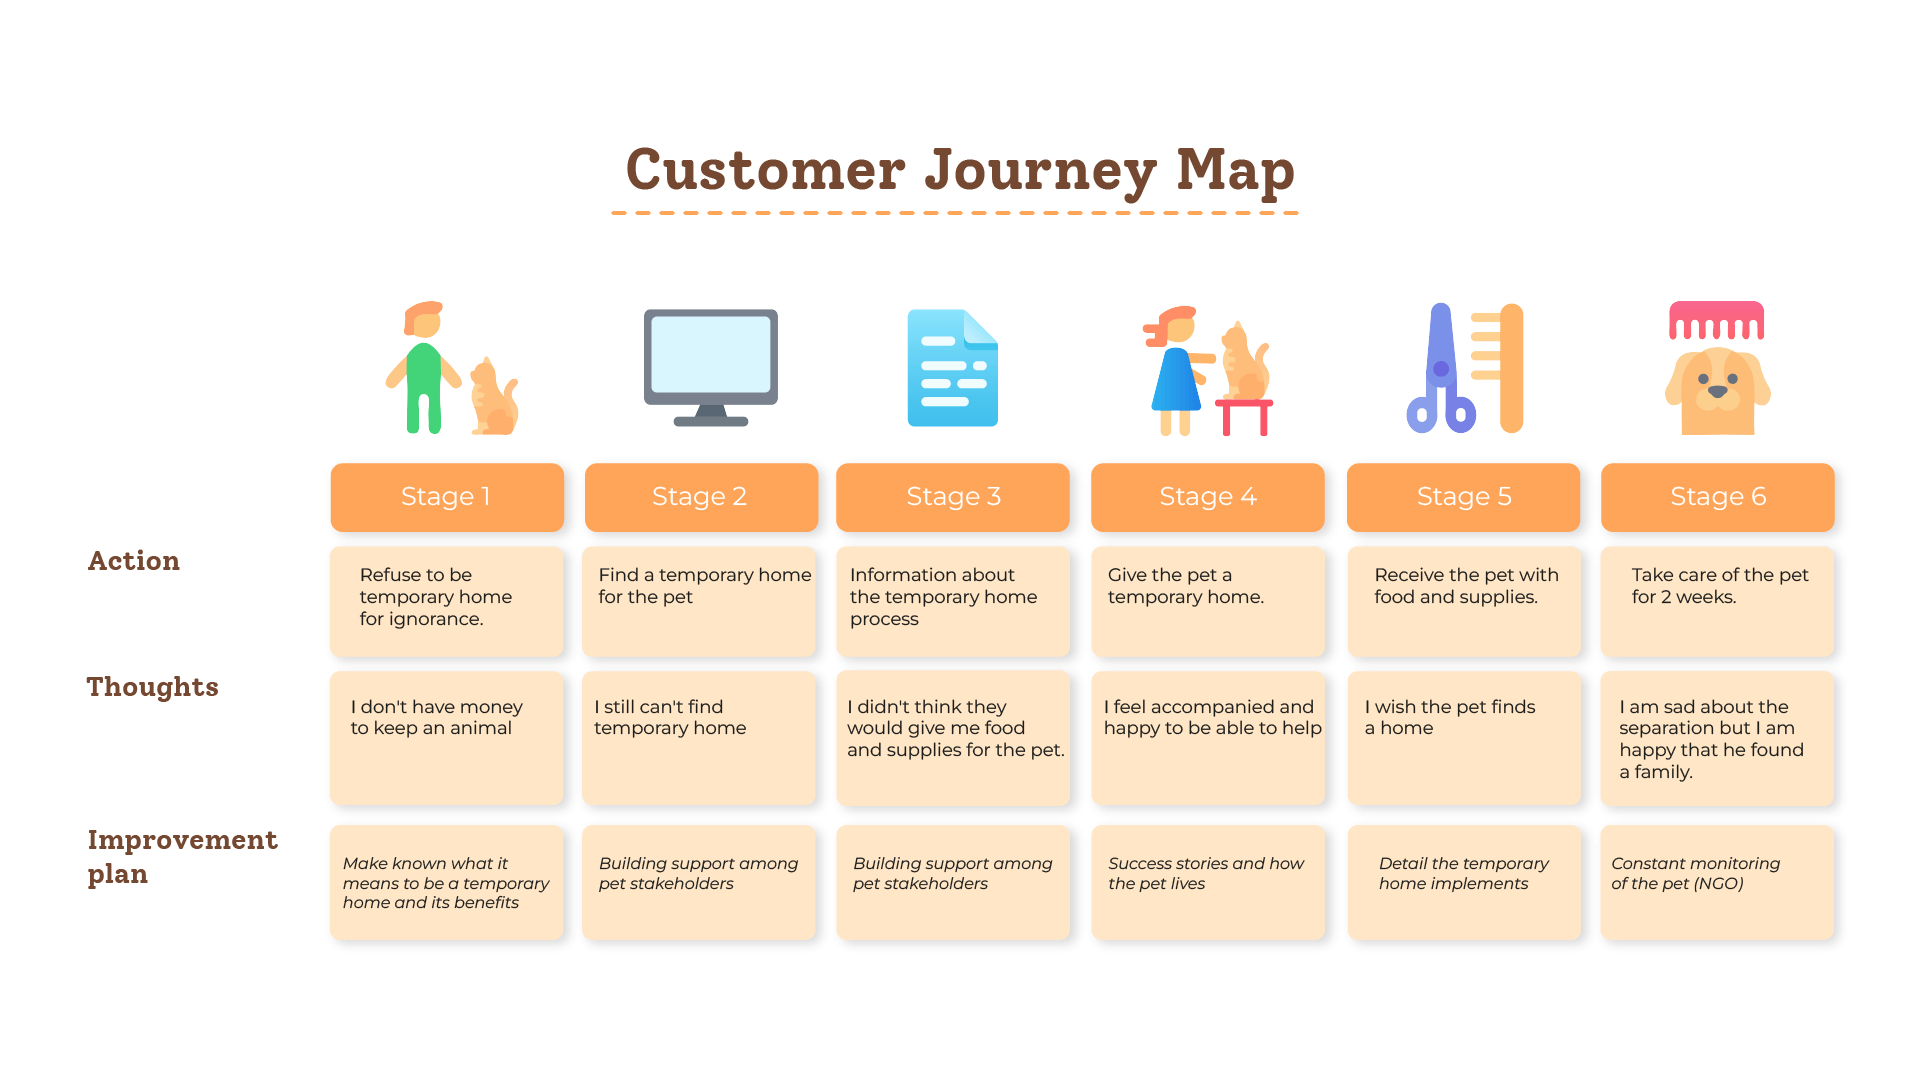 Customer Journey Map
Stage 1
Stage 2
Stage 3
Stage 4
Stage 5
Stage 6
Action
Refuse to be
temporary home
for ignorance.
Find a temporary home
for the pet
Information about
the temporary home
process
Give the pet a
temporary home.
Receive the pet with
food and supplies.
Take care of the pet
for 2 weeks.
Thoughts
I don't have money
to keep an animal
I still can't find
temporary home
I didn't think they
would give me food
and supplies for the pet.
I feel accompanied and
happy to be able to help
I wish the pet finds
a home
I am sad about the
separation but I am
happy that he found
a family.
Improvement
plan
Make known what it
means to be a temporary
home and its benefits
Building support among
pet stakeholders
Building support among
pet stakeholders
Success stories and how
the pet lives
Detail the temporary
home implements
Constant monitoring
of the pet (NGO)